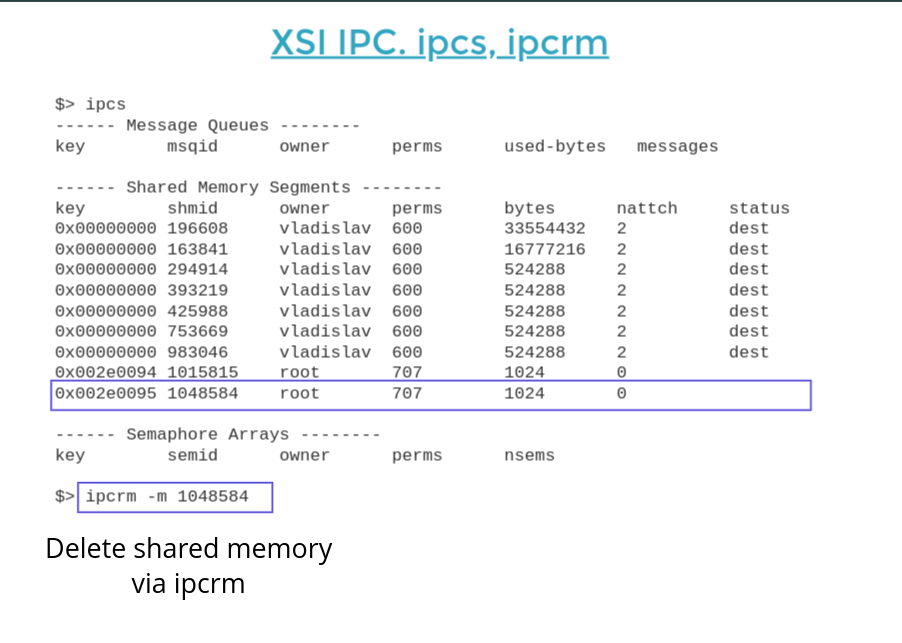 XSI IPC. ipcs, ipcrm
$> ipcs
------ Message Queues --------
key        msqid      owner      perms      used-bytes   messages
------ Shared Memory Segments --------
key        shmid      owner      perms      bytes      nattch     status
0x00000000 196608     vladislav  600        33554432   2          dest
0x00000000 163841     vladislav  600        16777216   2          dest
0x00000000 294914     vladislav  600        524288     2          dest
0x00000000 393219     vladislav  600        524288     2          dest
0x00000000 425988     vladislav  600        524288     2          dest
0x00000000 753669     vladislav  600        524288     2          dest
0x00000000 983046     vladislav  600        524288     2          dest
0x002e0094 1015815    root       707        1024       0
0x002e0095 1048584    root       707        1024       0
------ Semaphore Arrays --------
key        semid      owner      perms      nsems
$> ipcrm -m 1048584
Delete shared memory
via ipcrm